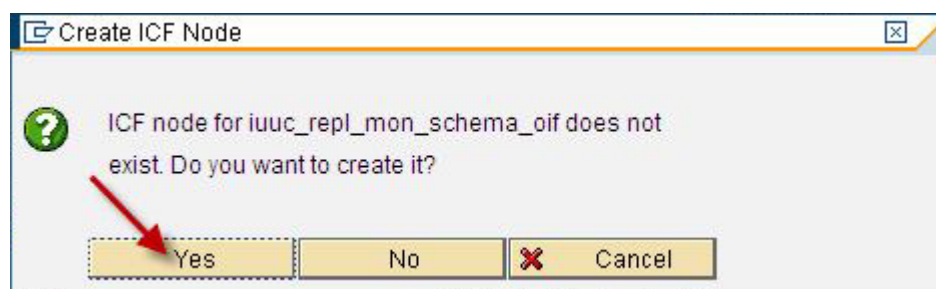 Create ICF Node
ICF node for iuuc_repl_mon_schema_oif does not
exist. Do you want to create it?
Yes No Cancel